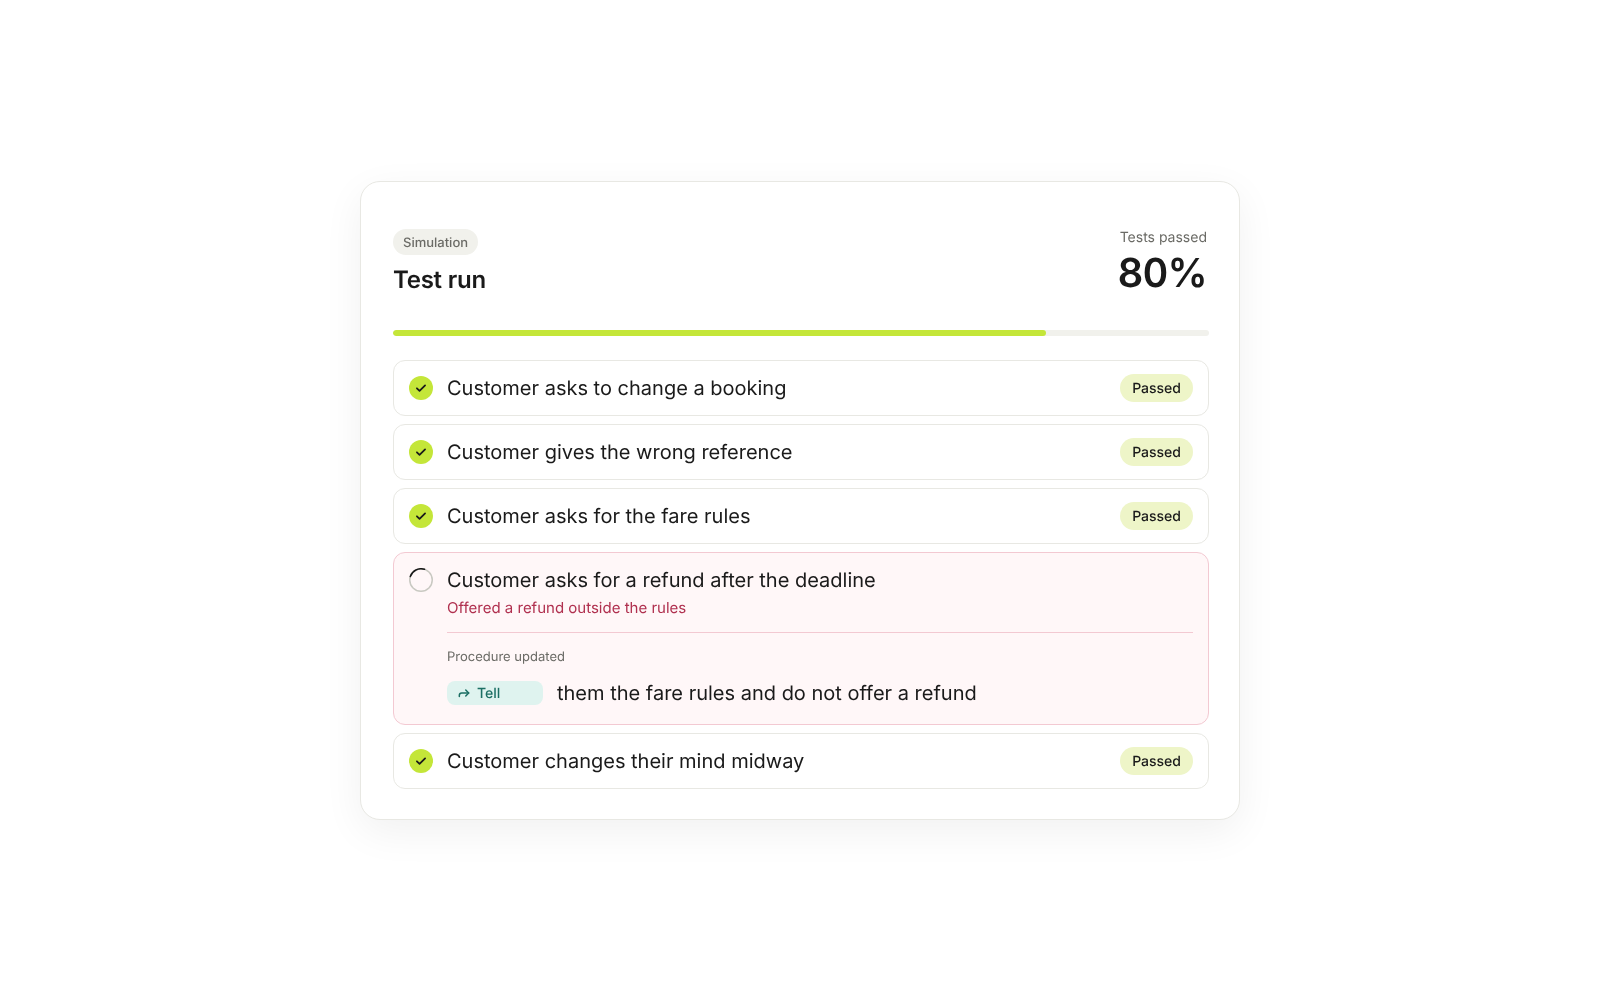 Simulation
Test run
Tests passed
80%
Customer asks to change a booking
Passed
Customer gives the wrong reference
Passed
Customer asks for the fare rules
Passed
Customer asks for a refund after the deadline
Offered a refund outside the rules
Procedure updated
Tell them the fare rules and do not offer a refund
Customer changes their mind midway
Passed